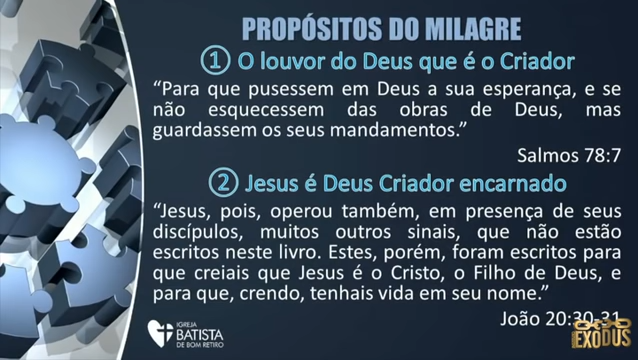 PROPÓSITOS DO MILAGRE
1 O louvor do Deus que é o Criador
“Para que pusessem em Deus a sua esperança, e se
não esquecessem das obras de Deus, mas
guardassem os seus mandamentos.”
Salmos 78:7
2 Jesus é Deus Criador encarnado
“Jesus, pois, operou também, em presença de seus
discípulos, muitos outros sinais, que não estão
escritos neste livro. Estes, porém, foram escritos para
que creiais que Jesus é o Cristo, o Filho de Deus, e
para que, crendo, tenhais vida em seu nome.”
João 20:30-31
IGREJA
BATISTA
DE BOM RETIRO
EXODUS